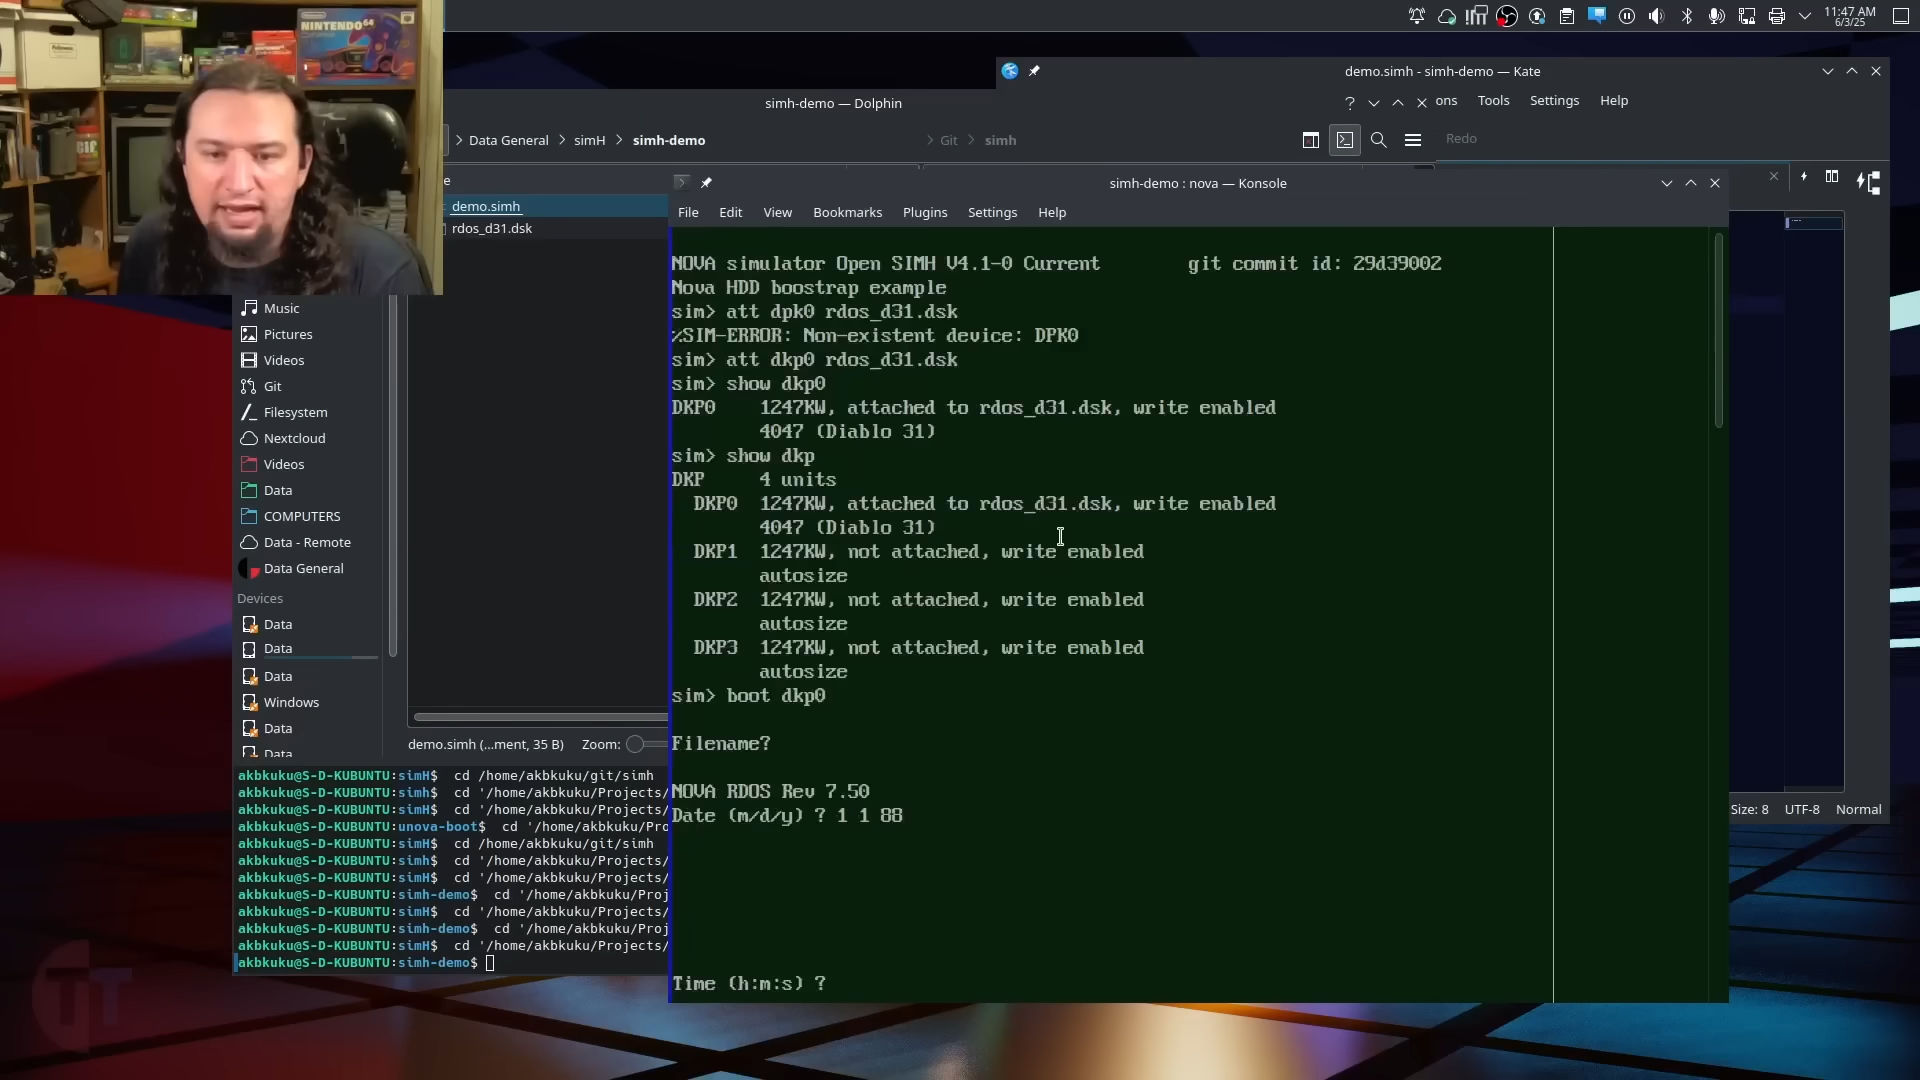 NINTENDO 64
11:47 AM
6/3/25
demo.simh - simh-demo — Kate
simh-demo — Dolphin
ons Tools Settings Help
Data General simH simh-demo
Git simh
Redo
simh-demo : nova — Konsole
File Edit View Bookmarks Plugins Settings Help
demo.simh
rdos_d31.dsk
NOVA simulator Open SIMH V4.1-0 Current git commit id: 29d39002
Nova HDD boostrap example
sim> att dpk0 rdos_d31.dsk
%SIM-ERROR: Non-existent device: DPK0
sim> att dkp0 rdos_d31.dsk
sim> show dkp0
DKP0 1247KW, attached to rdos_d31.dsk, write enabled
4047 (Diablo 31)
sim> show dkp
DKP 4 units
DKP0 1247KW, attached to rdos_d31.dsk, write enabled
4047 (Diablo 31)
DKP1 1247KW, not attached, write enabled
autosize
DKP2 1247KW, not attached, write enabled
autosize
DKP3 1247KW, not attached, write enabled
autosize
sim> boot dkp0
Filename?
NOVA RDOS Rev 7.50
Date (m/d/y) ? 1 1 88
Time (h:m:s) ?
Music
Pictures
Videos
Git
Filesystem
Nextcloud
Videos
Data
COMPUTERS
Data - Remote
Data General
Devices
Data
Data
Data
Windows
Data
Data
demo.simh (...ment, 35 B) Zoom:
Size: 8 UTF-8 Normal
akbkuku@S-D-KUBUNTU:simH$ cd /home/akbkuku/git/simh
akbkuku@S-D-KUBUNTU:simh$ cd '/home/akbkuku/Projects/
akbkuku@S-D-KUBUNTU:simH$ cd '/home/akbkuku/Projects/
akbkuku@S-D-KUBUNTU:unova-boot$ cd '/home/akbkuku/Pro
akbkuku@S-D-KUBUNTU:simH$ cd /home/akbkuku/git/simh
akbkuku@S-D-KUBUNTU:simh$ cd '/home/akbkuku/Projects/
akbkuku@S-D-KUBUNTU:simH$ cd '/home/akbkuku/Projects/
akbkuku@S-D-KUBUNTU:simh-demo$ cd '/home/akbkuku/Proj
akbkuku@S-D-KUBUNTU:simH$ cd '/home/akbkuku/Projects/
akbkuku@S-D-KUBUNTU:simh-demo$ cd '/home/akbkuku/Proj
akbkuku@S-D-KUBUNTU:simH$ cd '/home/akbkuku/Projects/
akbkuku@S-D-KUBUNTU:simh-demo$